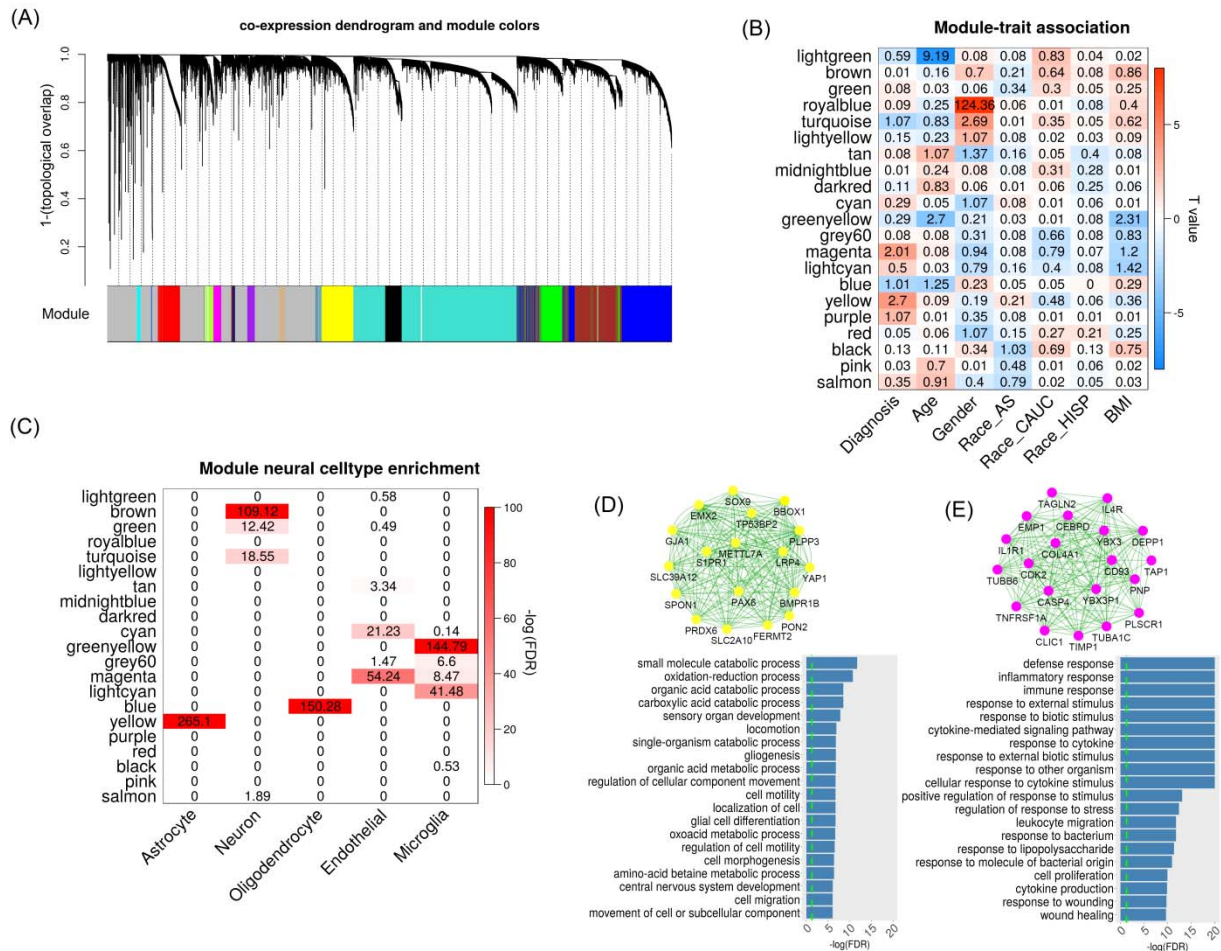 (A)
co-expression dendrogram and module colors
1-(topological overlap)
1.0
0.8
0.6
0.4
0.2
Module
(B)
Module-trait association
lightgreen 0.59 9.19 0.08 0.08 0.83 0.04 0.02
brown 0.01 0.16 0.7 0.21 0.64 0.08 0.86
green 0.08 0.03 0.06 0.34 0.3 0.05 0.25
royalblue 0.09 0.25 124.36 0.06 0.01 0.08 0.4
turquoise 1.07 0.83 2.69 0.01 0.35 0.05 0.62
lightyellow 0.15 0.23 1.07 0.08 0.02 0.03 0.09
tan 0.08 1.07 1.37 0.16 0.05 0.4 0.08
midnightblue 0.01 0.24 0.08 0.08 0.31 0.28 0.01
darkred 0.11 0.83 0.06 0.01 0.06 0.25 0.06
cyan 0.29 0.05 1.07 0.08 0.01 0.06 0.01
greenyellow 0.29 2.7 0.21 0.03 0.01 0.08 2.31
grey60 0.08 0.08 0.31 0.08 0.66 0.08 0.83
magenta 2.01 0.08 0.94 0.08 0.79 0.07 1.2
lightcyan 0.5 0.03 0.79 0.16 0.4 0.08 1.42
blue 1.01 1.25 0.23 0.05 0.05 0 0.29
yellow 2.7 0.09 0.19 0.21 0.48 0.06 0.36
purple 1.07 0.01 0.35 0.08 0.01 0.01 0.01
red 0.05 0.06 1.07 0.15 0.27 0.21 0.25
black 0.13 0.11 0.34 1.03 0.69 0.13 0.75
pink 0.03 0.7 0.01 0.48 0.01 0.06 0.02
salmon 0.35 0.91 0.4 0.79 0.02 0.05 0.03
Diagnosis Age Gender Race_AS Race_CAUC Race_HISP BMI
5
0
-5
T value
(C)
Module neural celltype enrichment
lightgreen 0 0 0 0.58 0
brown 0 109.12 0 0 0
green 0 12.42 0 0.49 0
royalblue 0 0 0 0 0
turquoise 0 18.55 0 0 0
lightyellow 0 0 0 0 0
tan 0 0 0 3.34 0
midnightblue 0 0 0 0 0
darkred 0 0 0 0 0
cyan 0 0 0 21.23 0.14
greenyellow 0 0 0 0 144.79
grey60 0 0 0 1.47 6.6
magenta 0 0 0 54.24 8.47
lightcyan 0 0 0 0 41.48
blue 0 0 150.28 0 0
yellow 265.1 0 0 0 0
purple 0 0 0 0 0
red 0 0 0 0 0
black 0 0 0 0 0.53
pink 0 0 0 0 0
salmon 0 1.89 0 0 0
Astrocyte Neuron Oligodendrocyte Endothelial Microglia
100
80
60
40
20
0
-log(FDR)
(D)
SOX9
EMX2
BBOX1
TP53BP2
GJA1
METTL7A
PLPP3
S1PR1
LRP4
SLC39A12
YAP1
SPON1
PAX6
BMPR1B
PRDX6
PON2
SLC2A10
FERMT2
small molecule catabolic process
oxidation-reduction process
organic acid catabolic process
carboxylic acid catabolic process
sensory organ development
locomotion
single-organism catabolic process
gliogenesis
organic acid metabolic process
regulation of cellular component movement
cell motility
localization of cell
glial cell differentiation
oxoacid metabolic process
regulation of cell motility
cell morphogenesis
amino-acid betaine metabolic process
central nervous system development
cell migration
movement of cell or subcellular component
0 5 10 15 20
-log(FDR)
(E)
TAGLN2
IL4R
EMP1
CEBPD
YBX3
DEPP1
IL1R1
COL4A1
CD93
TAP1
TUBB6
CDK2
PNP
CASP4
YBX3P1
TNFRSF1A
PLSCR1
CLIC1
TUBA1C
TIMP1
defense response
inflammatory response
immune response
response to external stimulus
response to biotic stimulus
cytokine-mediated signaling pathway
response to cytokine
response to external biotic stimulus
response to other organism
cellular response to cytokine stimulus
positive regulation of response to stimulus
regulation of response to stress
leukocyte migration
response to bacterium
response to lipopolysaccharide
response to molecule of bacterial origin
cell proliferation
cytokine production
response to wounding
wound healing
0 5 10 15 20
-log(FDR)